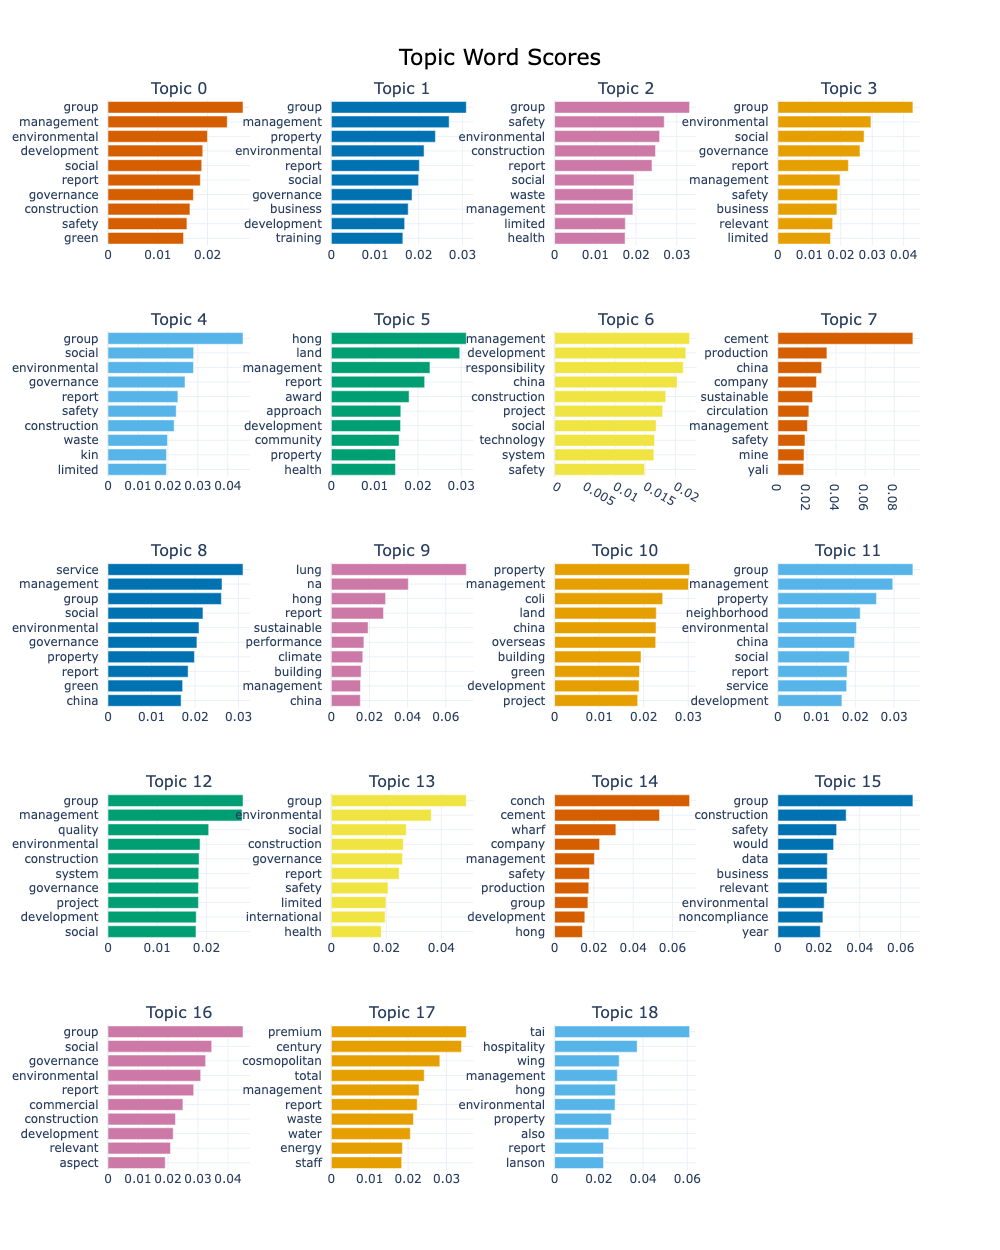 Topic Word Scores
Topic 0
group
management
environmental
development
social
report
governance
construction
safety
green
0 0.01 0.02
Topic 1
group
management
property
environmental
report
social
governance
business
development
training
0 0.01 0.02 0.03
Topic 2
group
safety
environmental
construction
report
social
waste
management
limited
health
0 0.01 0.02 0.03
Topic 3
group
environmental
social
governance
report
management
safety
business
relevant
limited
0 0.01 0.02 0.03 0.04
Topic 4
group
social
environmental
governance
report
safety
construction
waste
kin
limited
0 0.01 0.02 0.03 0.04
Topic 5
hong
land
management
report
award
approach
development
community
property
health
0 0.01 0.02 0.03
Topic 6
management
development
responsibility
china
construction
project
social
technology
system
safety
0 0.005 0.01 0.015 0.02
Topic 7
cement
production
china
company
sustainable
circulation
management
safety
mine
yali
0 0.02 0.04 0.06 0.08
Topic 8
service
management
group
social
environmental
governance
property
report
green
china
0 0.01 0.02 0.03
Topic 9
lung
na
hong
report
sustainable
performance
climate
building
management
china
0 0.02 0.04 0.06
Topic 10
property
management
coli
land
china
overseas
building
green
development
project
0 0.01 0.02 0.03
Topic 11
group
management
property
neighborhood
environmental
china
social
report
service
development
0 0.01 0.02 0.03
Topic 12
group
management
quality
environmental
construction
system
governance
project
development
social
0 0.01 0.02
Topic 13
group
environmental
social
construction
governance
report
safety
limited
international
health
0 0.02 0.04
Topic 14
conch
cement
wharf
company
management
safety
production
group
development
hong
0 0.02 0.04 0.06
Topic 15
group
construction
safety
would
data
business
relevant
environmental
noncompliance
year
0 0.02 0.04 0.06
Topic 16
group
social
governance
environmental
report
commercial
construction
development
relevant
aspect
0 0.01 0.02 0.03 0.04
Topic 17
premium
century
cosmopolitan
total
management
report
waste
water
energy
staff
0 0.01 0.02 0.03
Topic 18
tai
hospitality
wing
management
hong
environmental
property
also
report
lanson
0 0.02 0.04 0.06